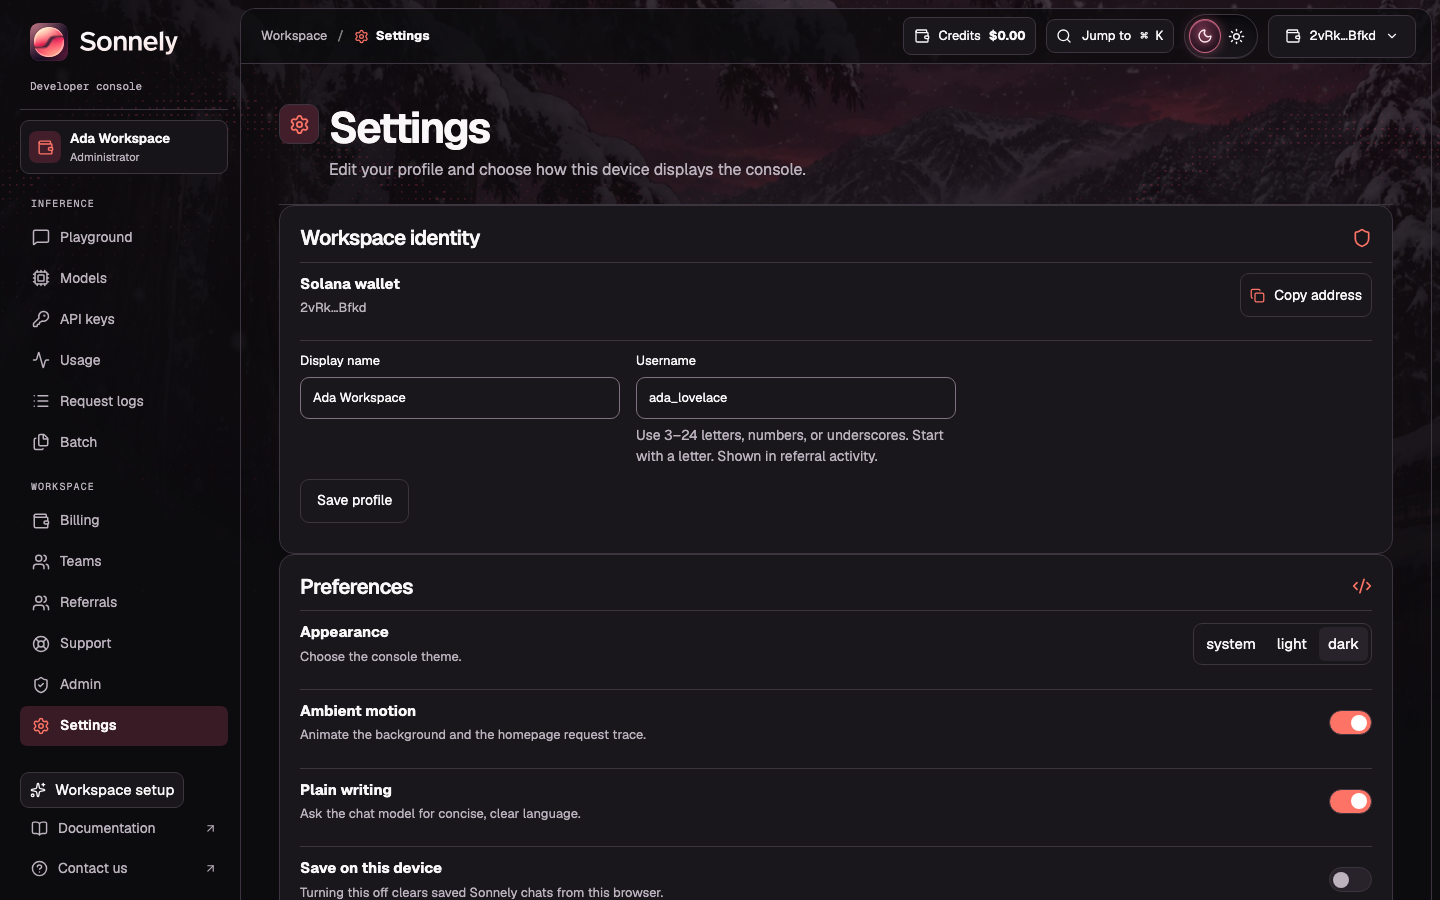 Sonnely
Developer console
Ada Workspace
Administrator
INFERENCE
Playground
Models
API keys
Usage
Request logs
Batch
WORKSPACE
Billing
Teams
Referrals
Support
Admin
Settings
Workspace setup
Documentation
Contact us
Workspace / Settings
Credits $0.00
Jump to ⌘ K
2vRk...Bfkd
Settings
Edit your profile and choose how this device displays the console.
Workspace identity
Solana wallet
2vRk...Bfkd
Copy address
Display name
Ada Workspace
Username
ada_lovelace
Use 3–24 letters, numbers, or underscores. Start
with a letter. Shown in referral activity.
Save profile
Preferences
Appearance
Choose the console theme.
system light dark
Ambient motion
Animate the background and the homepage request trace.
Plain writing
Ask the chat model for concise, clear language.
Save on this device
Turning this off clears saved Sonnely chats from this browser.